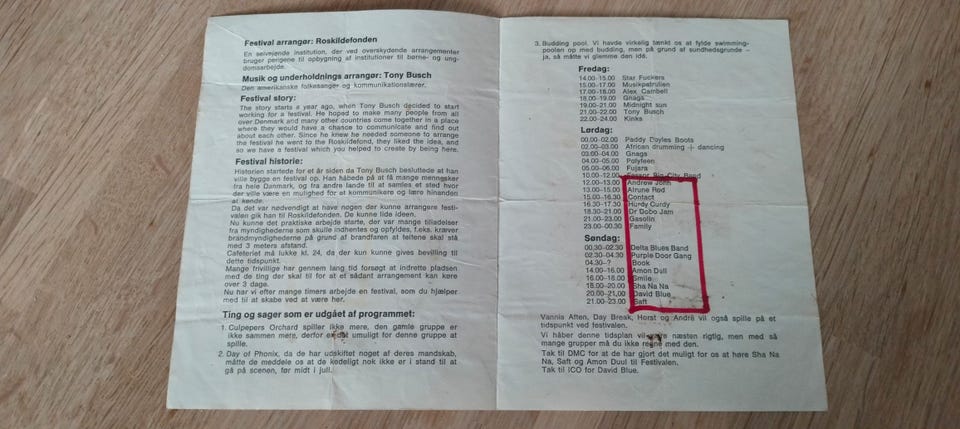 Festival arrangør: Roskildefonden
En selvejende institution, der ved overskydende arrangementer
bruger pengene til opbygning af institutioner til børne- og ung-
domsarbejde.
Musik og underholdnings arrangør: Tony Busch
Den amerikanske folkesanger og kommunikationslærer.
Festival story:
The story starts a year ago, when Tony Busch decided to start
working for a festival. He hoped to make many people from all
over Denmark and many other countries come together in a place
where they would have a chance to communicate and find out
about each other. Since he knew he needed someone to arrange
the festival he went to the Roskildefond, they liked the idea, and
so we have a festival which you helped to create by being here.
Festival historie:
Historien startede for et år siden da Tony Busch besluttede at han
ville bygge en festival op. Han håbede på at få mange mennesker
fra hele Danmark, og fra andre lande til at samles et sted hvor
der ville være en mulighed for at kommunikere og lære hinanden
at kende.
Da det var nødvendigt at have nogen der kunne arrangere festi-
valen gik han til Roskildefonden. De kunne lide ideen.
Nu kunne det praktiske arbejde starte, der var mange tilladelser
fra myndighederne som skulle indhentes og opfyldes, f.eks. kræver
brandmyndighederne på grund af brandfaren at teltene skal stå
med 3 meters afstand.
Cafeteriet må lukke kl. 24, da der kun kunne gives bevilling til
dette tidspunkt.
Mange frivillige har gennem lang tid forsøgt at indrette pladsen
med de ting der skal til for at et sådant arrangement kan køre
over 3 dage.
Nu har vi efter mange timers arbejde en festival, som du hjælper
med til at skabe ved at være her.
Ting og sager som er udgået af programmet:
1. Culpepers Orchard spiller ikke mere, den gamle gruppe er
ikke sammen mere, derfor er det umuligt for denne gruppe at
spille.
2. Day of Phonix, da de har udskiftet noget af deres mandskab,
måtte de meddele os at de kedeligt nok ikke er i stand til at
gå på scenen, før midt i jull.
3. Budding pool. Vi havde virkelig tænkt os at fylde swimming-
poolen op med budding, men på grund af sundhedsgrunde –
ja, så måtte vi glemme den idé.
Fredag:
14.00-15.00 Star Fuckers
15.00-17.00 Musikpatruljen
17.00-18.00 Alex Cambell
18.00-19.00 Gnags
19.00-21.00 Midnight sun
21.00-22.00 Tony Busch
22.00-24.00 Kinks
Lørdag:
00.00-02.00 Paddy Doyles Boots
02.00-03.00 African drumming + dancing
03.00-04.00 Gnags
04.00-05.00 Polyfeen
05.00-06.00 Fujara
10.00-12.00 Fessor Big City Band
12.00-13.00 Andrew John
13.00-15.00 Alrune Rod
15.00-16.30 Contact
16.30-17.30 Hurdy Curdy
18.30-21.00 Dr Dobo Jam
21.00-23.00 Gasolin
23.00-00.30 Family
Søndag:
00.30-02.30 Delta Blues Band
02.30-04.30 Purple Door Gang
04.30-? Book
14.00-16.00 Amon Dull
16.00-18.00 Smile
18.00-20.00 Sha Na Na
20.00-21.00 David Blue
21.00-23.00 Saft
Vannis Aften, Day Break, Horst og André vil også spille på et
tidspunkt ved festivalen.
Vi håber denne tidsplan vil være næsten rigtig, men med så
mange grupper må du ikke regne med den.
Tak til DMC for at de har gjort det muligt for os at høre Sha Na
Na, Saft og Amon Duul til Festivalen.
Tak til ICO for David Blue.